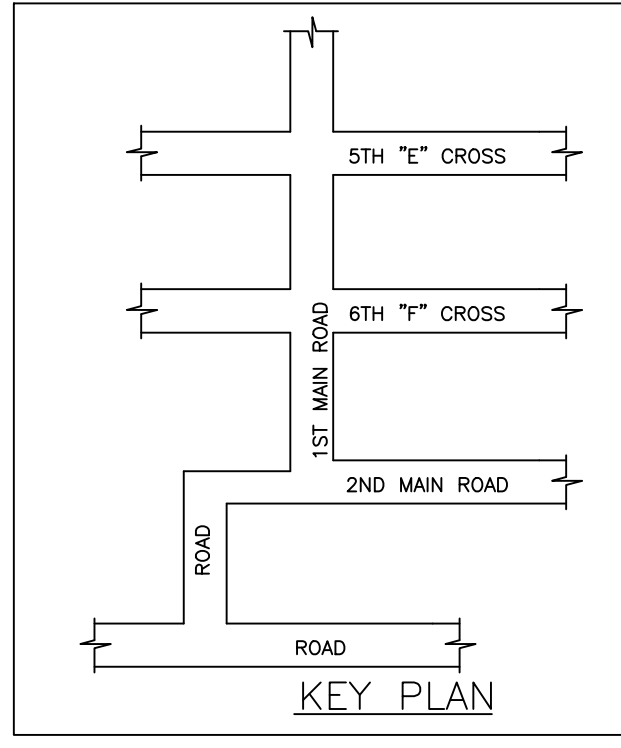 5TH "E" CROSS
6TH "F" CROSS
1ST MAIN ROAD
2ND MAIN ROAD
ROAD
ROAD
KEY PLAN